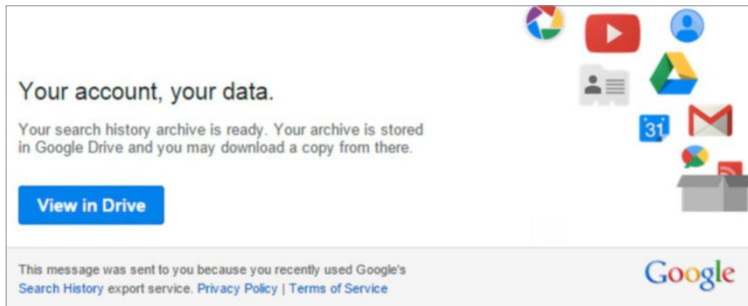 Your account, your data.
Your search history archive is ready. Your archive is stored
in Google Drive and you may download a copy from there.
View in Drive
31
This message was sent to you because you recently used Google's
Search History export service. Privacy Policy | Terms of Service
Google